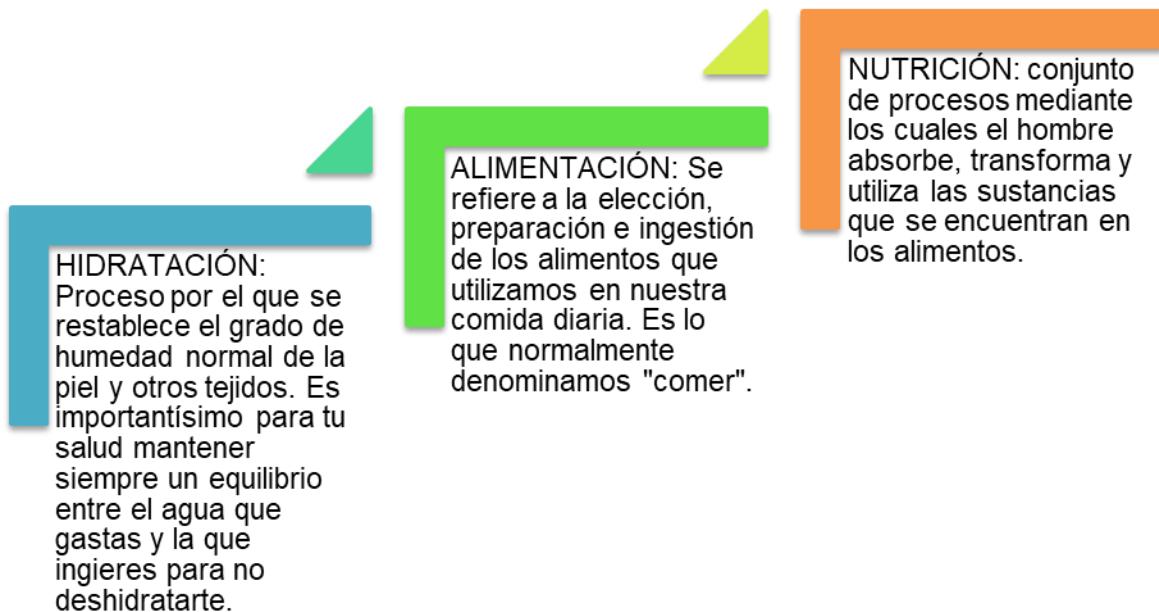 HIDRATACIÓN:
Proceso por el que se
restablece el grado de
humedad normal de la
piel y otros tejidos. Es
importantísimo para tu
salud mantener
siempre un equilibrio
entre el agua que
gastas y la que
ingieres para no
deshidratarte.
ALIMENTACIÓN: Se
refiere a la elección,
preparación e ingestión
de los alimentos que
utilizamos en nuestra
comida diaria. Es lo
que normalmente
denominamos "comer".
NUTRICIÓN: conjunto
de procesos mediante
los cuales el hombre
absorbe, transforma y
utiliza las sustancias
que se encuentran en
los alimentos.